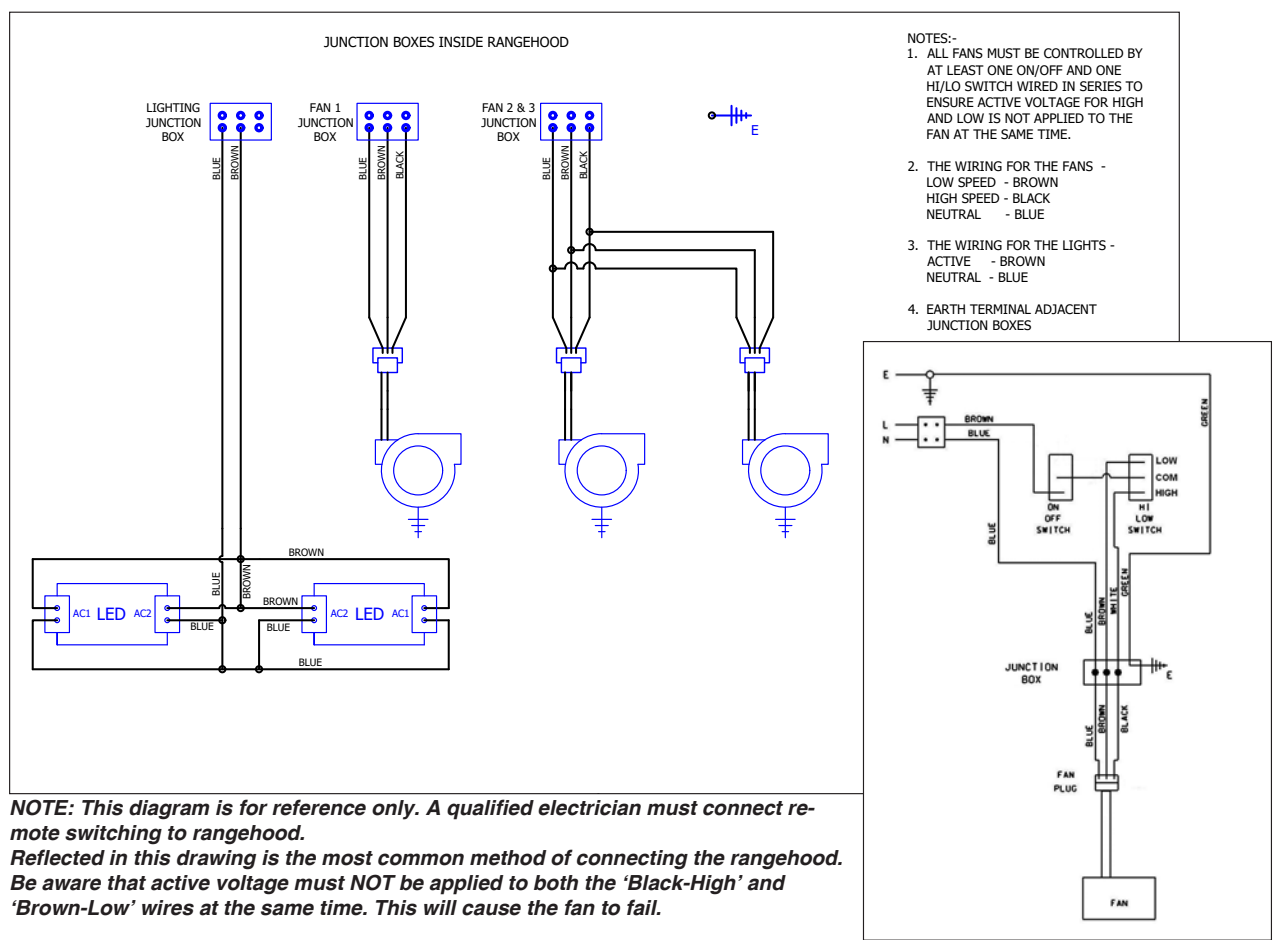 JUNCTION BOXES INSIDE RANGEHOOD
LIGHTING
JUNCTION
BOX
FAN 1
JUNCTION
BOX
FAN 2 & 3
JUNCTION
BOX
E
BLUE
BROWN
BLUE
BROWN
BLACK
BLUE
BROWN
BLACK
NOTES:-
1. ALL FANS MUST BE CONTROLLED BY
AT LEAST ONE ON/OFF AND ONE
HI/LO SWITCH WIRED IN SERIES TO
ENSURE ACTIVE VOLTAGE FOR HIGH
AND LOW IS NOT APPLIED TO THE
FAN AT THE SAME TIME.
2. THE WIRING FOR THE FANS -
LOW SPEED - BROWN
HIGH SPEED - BLACK
NEUTRAL - BLUE
3. THE WIRING FOR THE LIGHTS -
ACTIVE - BROWN
NEUTRAL - BLUE
4. EARTH TERMINAL ADJACENT
JUNCTION BOXES
BROWN
BLUE
BROWN
AC1 LED AC2
BROWN
BLUE
BLUE
AC2 LED AC1
BLUE
E
L
N
BROWN
BLUE
GREEN
LOW
COM
HIGH
ON
OFF
SWITCH
HI
LOW
SWITCH
BLUE
BLUE
BROWN
WHITE
GREEN
JUNCTION
BOX
E
BLUE
BROWN
BLACK
FAN
PLUG
FAN
NOTE: This diagram is for reference only. A qualified electrician must connect re-
mote switching to rangehood.
Reflected in this drawing is the most common method of connecting the rangehood.
Be aware that active voltage must NOT be applied to both the ‘Black-High’ and
‘Brown-Low’ wires at the same time. This will cause the fan to fail.